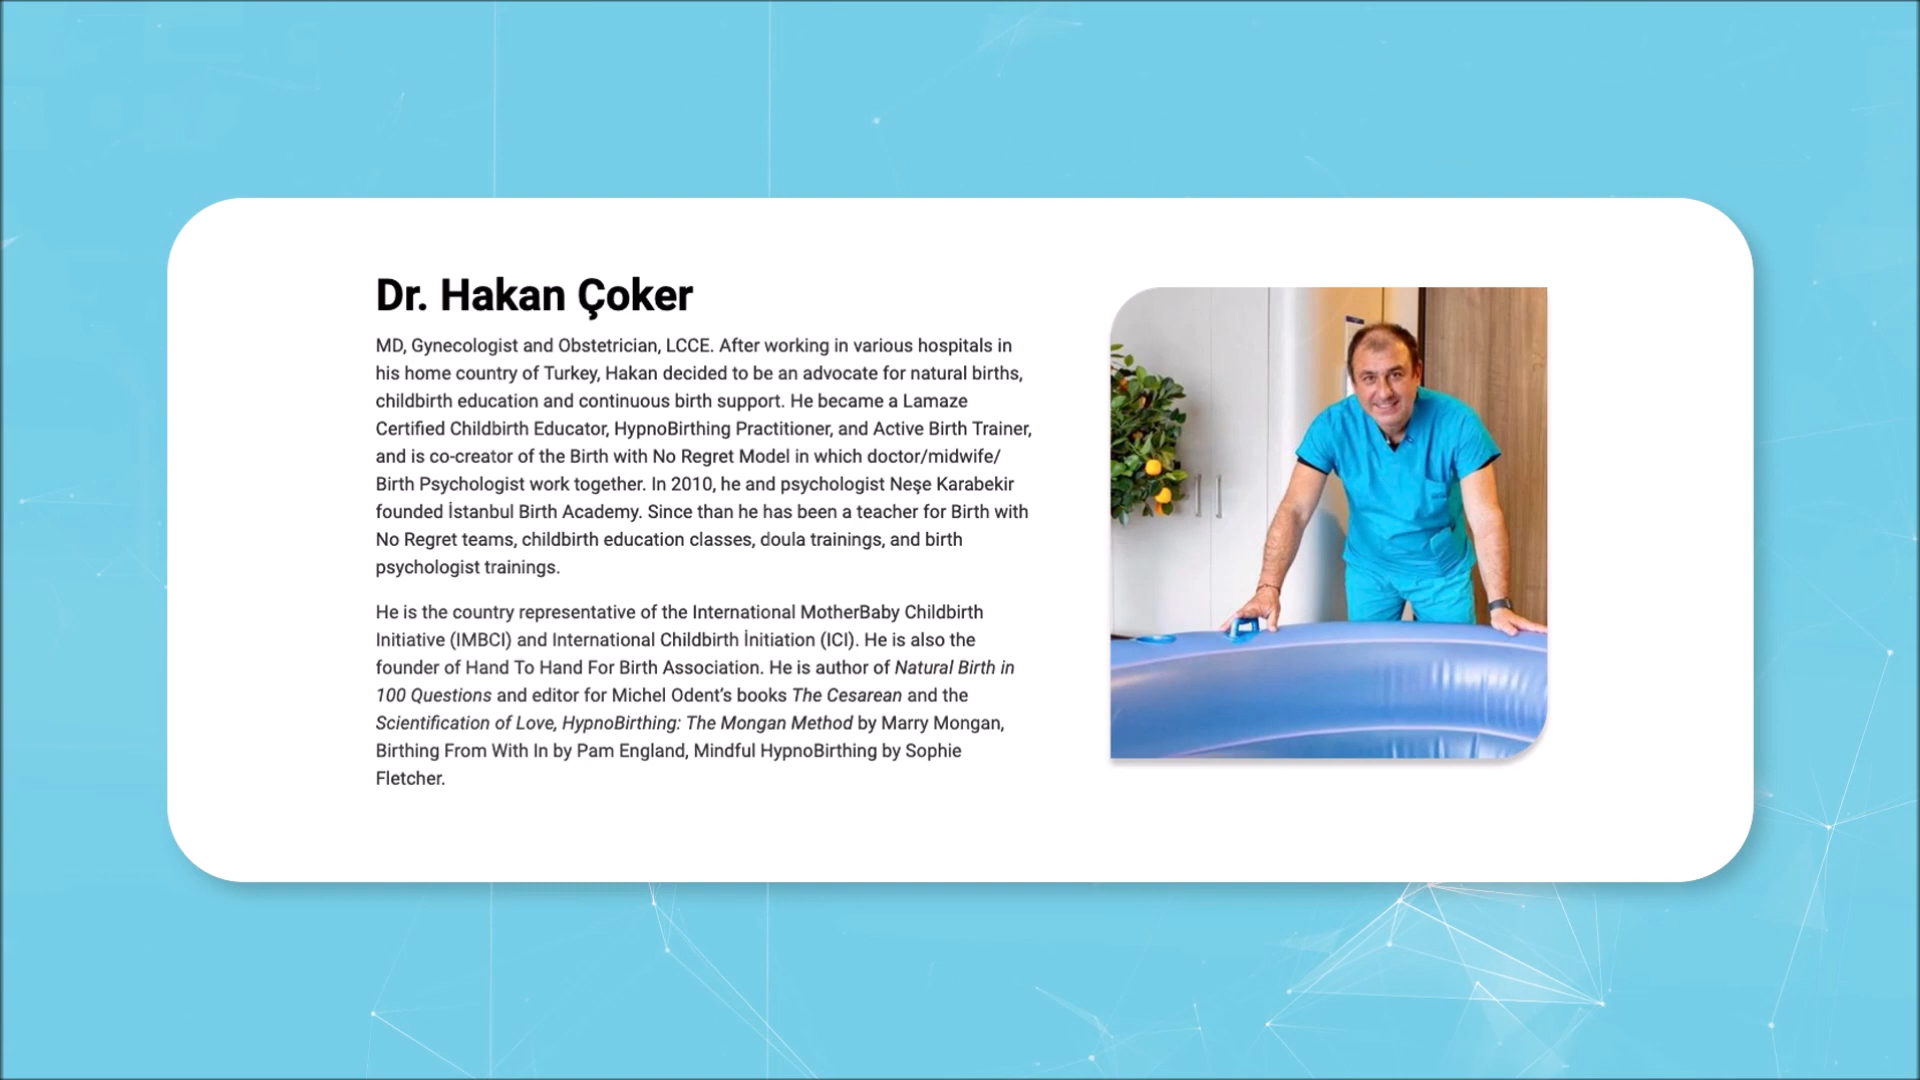 Dr. Hakan Çoker
MD, Gynecologist and Obstetrician, LCCE. After working in various hospitals in
his home country of Turkey, Hakan decided to be an advocate for natural births,
childbirth education and continuous birth support. He became a Lamaze
Certified Childbirth Educator, HypnoBirthing Practitioner, and Active Birth Trainer,
and is co-creator of the Birth with No Regret Model in which doctor/midwife/
Birth Psychologist work together. In 2010, he and psychologist Neşe Karabekir
founded İstanbul Birth Academy. Since than he has been a teacher for Birth with
No Regret teams, childbirth education classes, doula trainings, and birth
psychologist trainings.
He is the country representative of the International MotherBaby Childbirth
Initiative (IMBCI) and International Childbirth İnitiation (ICI). He is also the
founder of Hand To Hand For Birth Association. He is author of Natural Birth in
100 Questions and editor for Michel Odent’s books The Cesarean and the
Scientification of Love, HypnoBirthing: The Mongan Method by Marry Mongan,
Birthing From With In by Pam England, Mindful HypnoBirthing by Sophie
Fletcher.